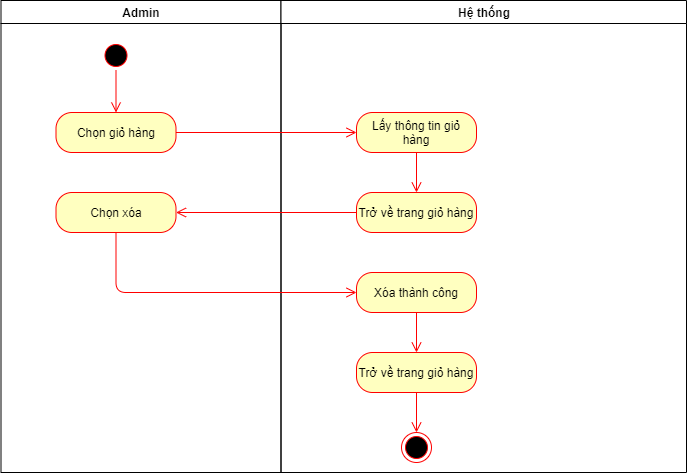 Admin
Hệ thống
Chọn giỏ hàng
Lấy thông tin giỏ
hàng
Chọn xóa
Trở về trang giỏ hàng
Xóa thành công
Trở về trang giỏ hàng